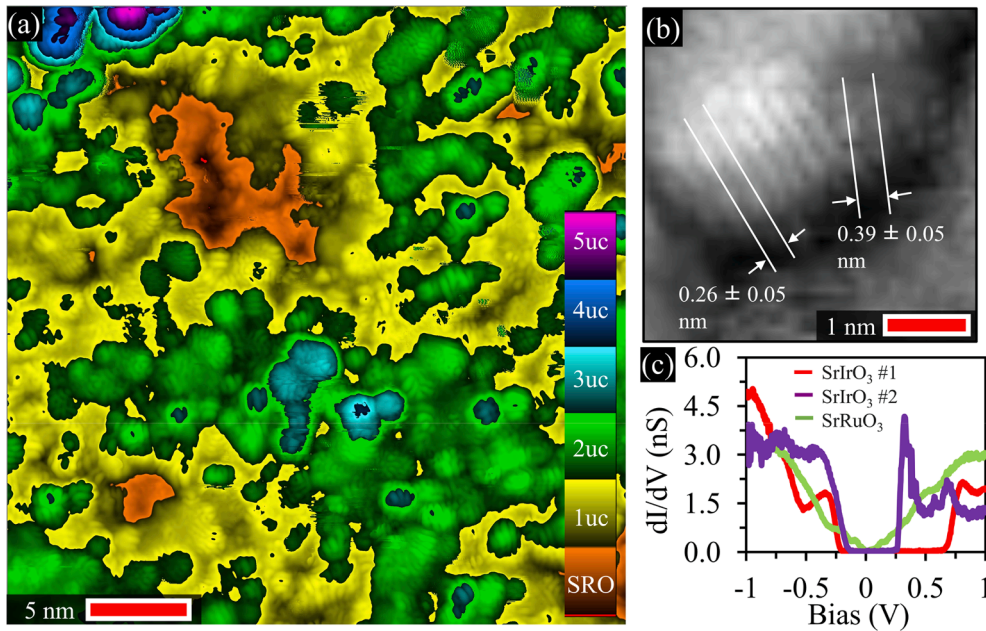 (a)
5uc
4uc
3uc
2uc
1uc
SRO
5 nm
(b)
0.39 ± 0.05
nm
0.26 ± 0.05
nm
1 nm
(c)
6.0
4.5
3.0
1.5
0.0
dI/dV (nS)
SrIrO₃ #1
SrIrO₃ #2
SrRuO₃
-1 -0.5 0 0.5 1
Bias (V)